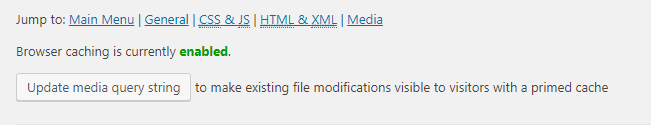 Jump to: Main Menu | General | CSS & JS | HTML & XML | Media
Browser caching is currently enabled.
Update media query string to make existing file modifications visible to visitors with a primed cache